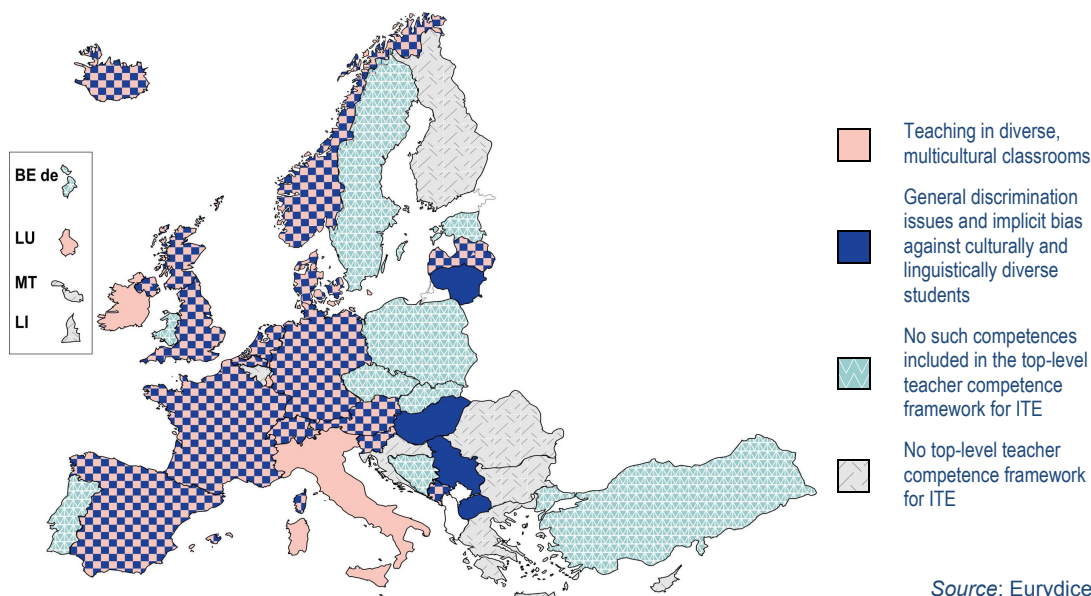 BE de
LU
MT
LI
Teaching in diverse,
multicultural classrooms
General discrimination
issues and implicit bias
against culturally and
linguistically diverse
students
No such competences
included in the top-level
teacher competence
framework for ITE
No top-level teacher
competence framework
for ITE
Source: Eurydice